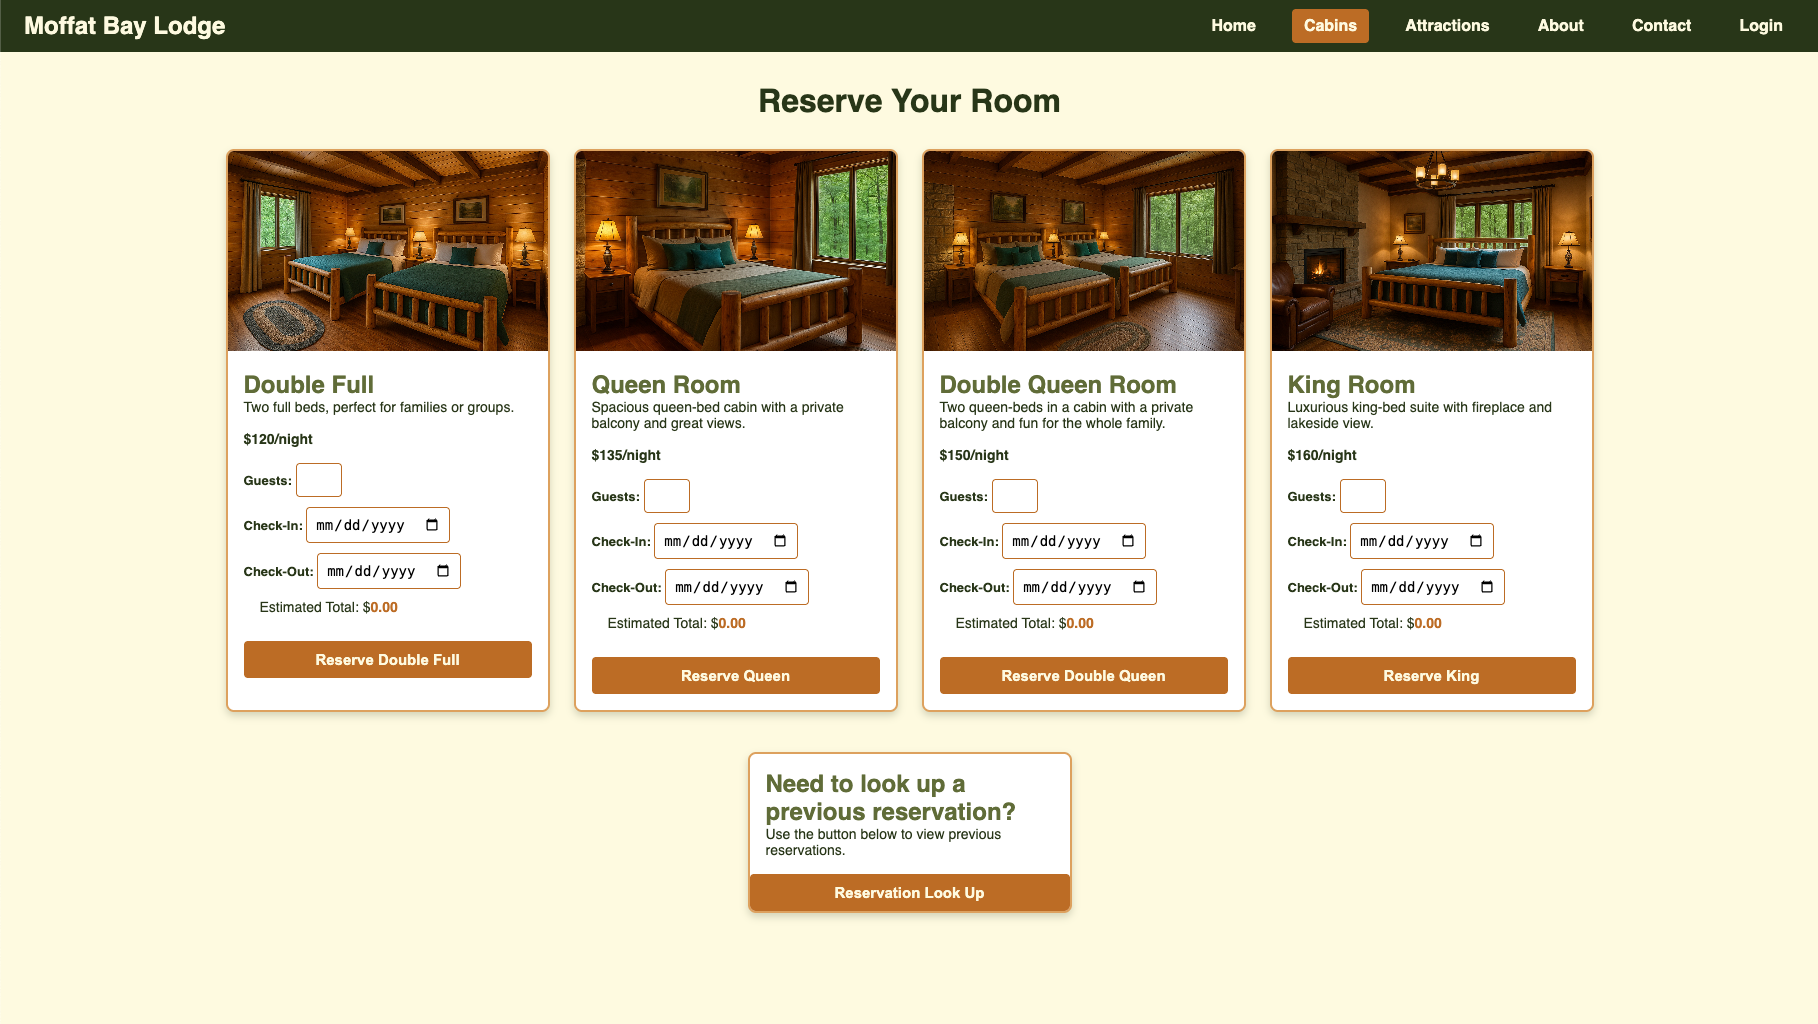 Moffat Bay Lodge
Home
Cabins
Attractions
About
Contact
Login
Reserve Your Room
Double Full
Two full beds, perfect for families or groups.
$120/night
Guests:
Check-In: mm/dd/yyyy
Check-Out: mm/dd/yyyy
Estimated Total: $0.00
Reserve Double Full
Queen Room
Spacious queen-bed cabin with a private
balcony and great views.
$135/night
Guests:
Check-In: mm/dd/yyyy
Check-Out: mm/dd/yyyy
Estimated Total: $0.00
Reserve Queen
Double Queen Room
Two queen-beds in a cabin with a private
balcony and fun for the whole family.
$150/night
Guests:
Check-In: mm/dd/yyyy
Check-Out: mm/dd/yyyy
Estimated Total: $0.00
Reserve Double Queen
King Room
Luxurious king-bed suite with fireplace and
lakeside view.
$160/night
Guests:
Check-In: mm/dd/yyyy
Check-Out: mm/dd/yyyy
Estimated Total: $0.00
Reserve King
Need to look up a
previous reservation?
Use the button below to view previous
reservations.
Reservation Look Up